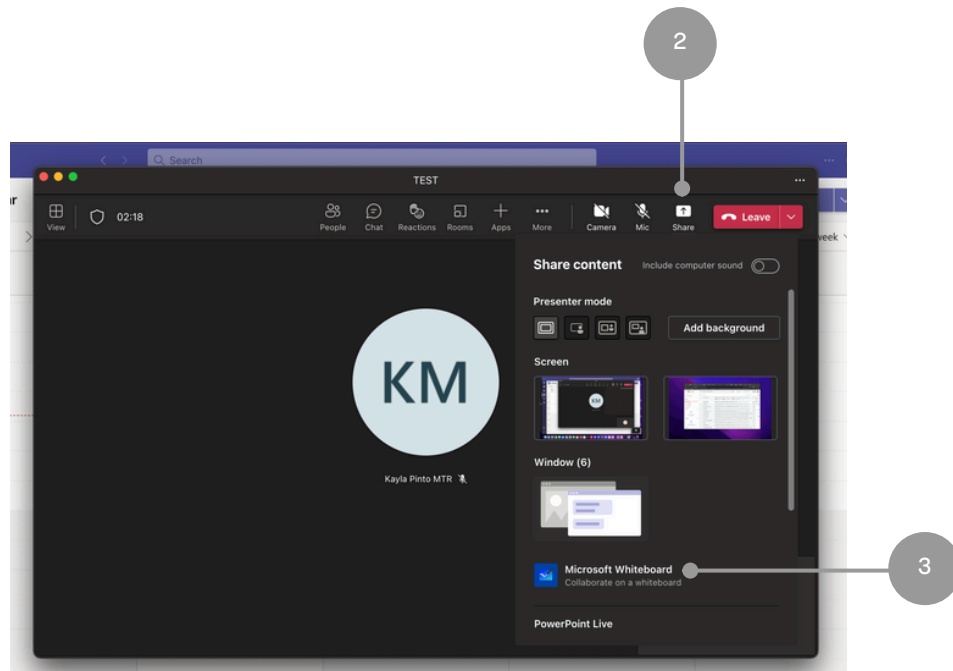 2
Search
TEST
ar
View
02:18
People
Chat
Reactions
Rooms
Apps
More
Camera
Mic
Share
Leave
week
Share content
Include computer sound
Presenter mode
Add background
Screen
KM
Kayla Pinto MTR
Window (6)
Microsoft Whiteboard
Collaborate on a whiteboard
3
PowerPoint Live